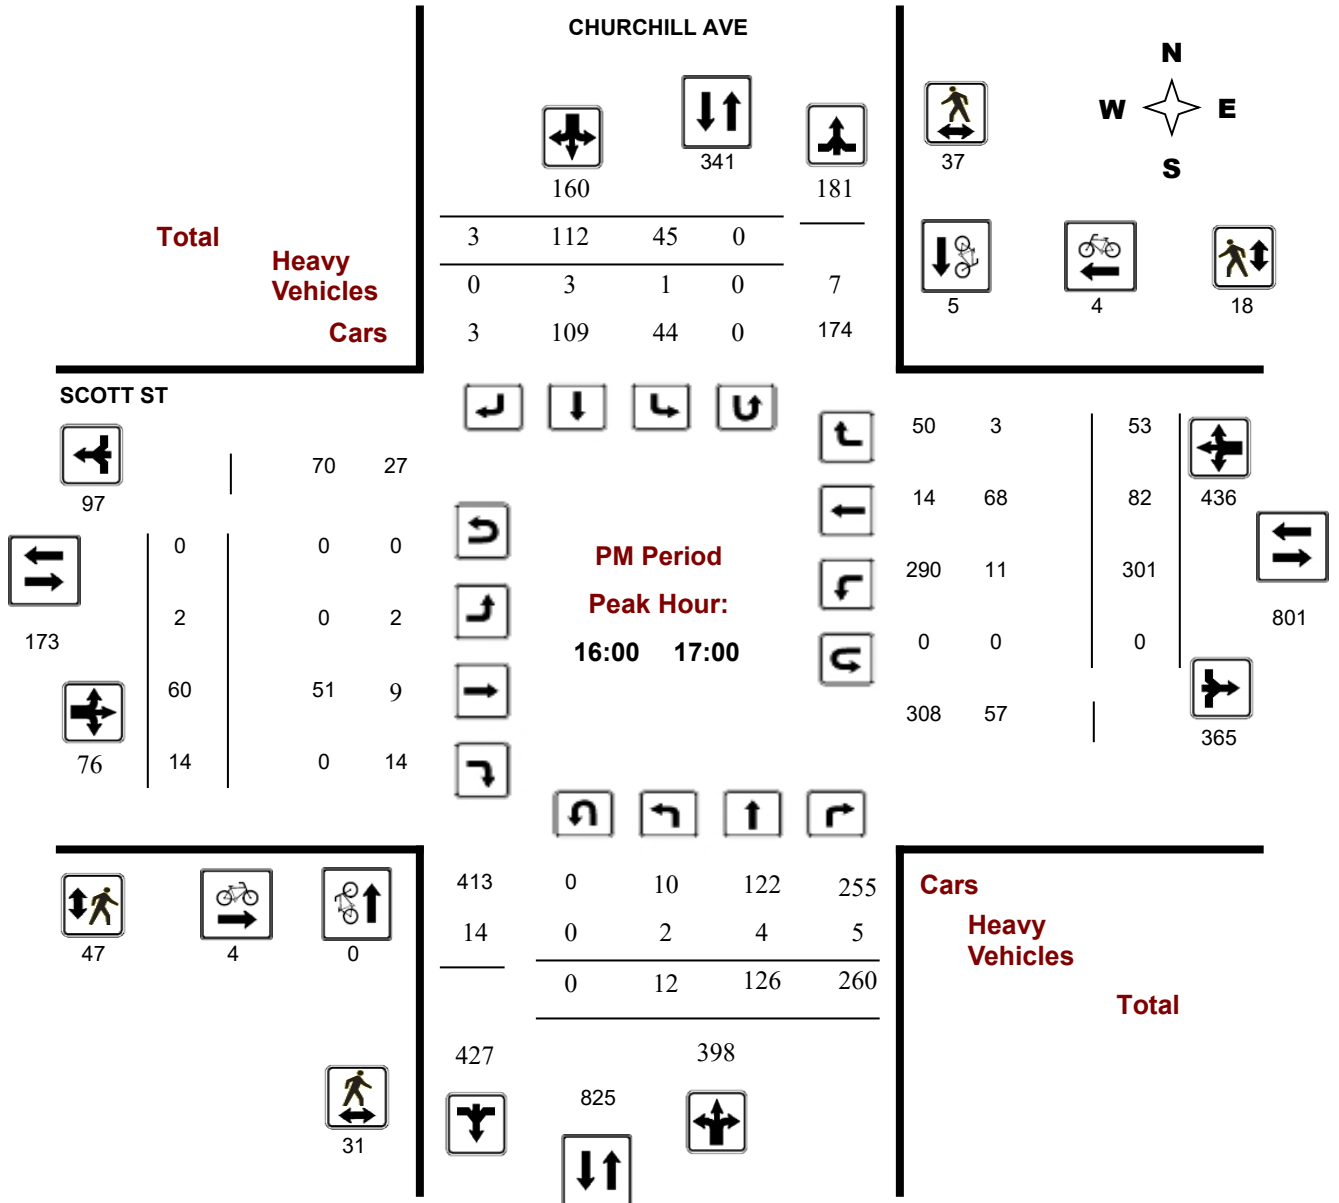 CHURCHILL AVE
N
W E
S
341
37
160
181
Total
3 112 45 0
Heavy
Vehicles
0 3 1 0 7
5 4 18
Cars
3 109 44 0 174
SCOTT ST
50 3 53
70 27
97
14 68 82 436
0 0 0
PM Period
290 11 301
2 0 2
Peak Hour:
801
173
16:00 17:00
0 0 0
60 51 9
308 57
365
76 14 0 14
413 0 10 122 255
Cars
14 0 2 4 5
Heavy
Vehicles
47 4 0
0 12 126 260
Total
427 398
825
31